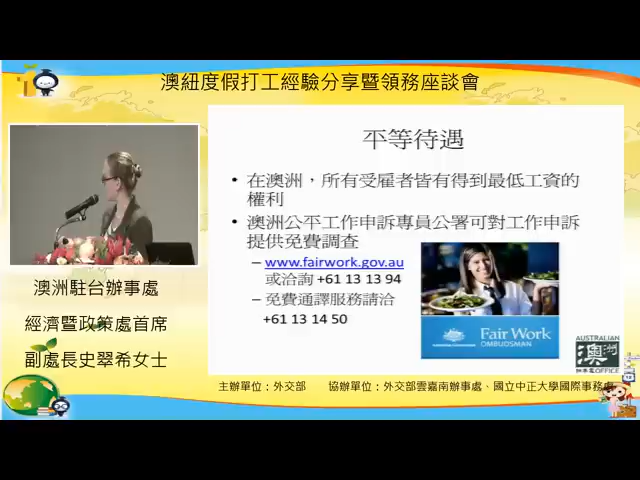 澳紐度假打工經驗分享暨領務座談會
平等待遇
• 在澳洲，所有受雇者皆有得到最低工資的
權利
• 澳洲公平工作申訴專員公署可對工作申訴
提供免費調查
– www.fairwork.gov.au
或洽詢 +61 13 13 94
– 免費通譯服務請洽
+61 13 14 50
Fair Work
OMBUDSMAN
AUSTRALIAN
澳洲
OFFICE
澳洲駐台辦事處
經濟暨政策處首席
副處長史翠希女士
主辦單位：外交部 協辦單位：外交部雲嘉南辦事處、國立中正大學國際事務處